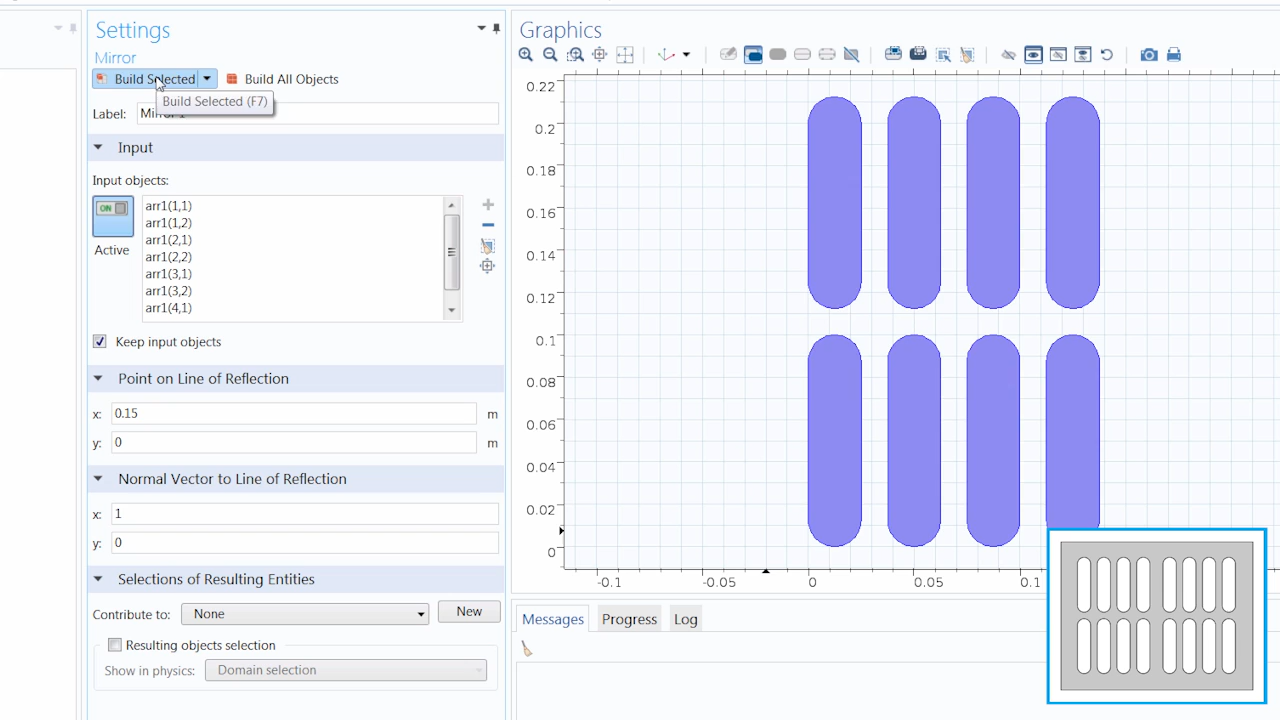 Settings
Mirror
Build Selected
Build All Objects
Build Selected (F7)
Label:
Input
Input objects:
ON
Active
arr1(1,1)
arr1(1,2)
arr1(2,1)
arr1(2,2)
arr1(3,1)
arr1(3,2)
arr1(4,1)
Keep input objects
Point on Line of Reflection
x: 0.15 m
y: 0 m
Normal Vector to Line of Reflection
x: 1
y: 0
Selections of Resulting Entities
Contribute to: None New
Resulting objects selection
Show in physics: Domain selection
Graphics
0.22
0.2
0.18
0.16
0.14
0.12
0.1
0.08
0.06
0.04
0.02
0
-0.1 -0.05 0 0.05 0.1
Messages Progress Log